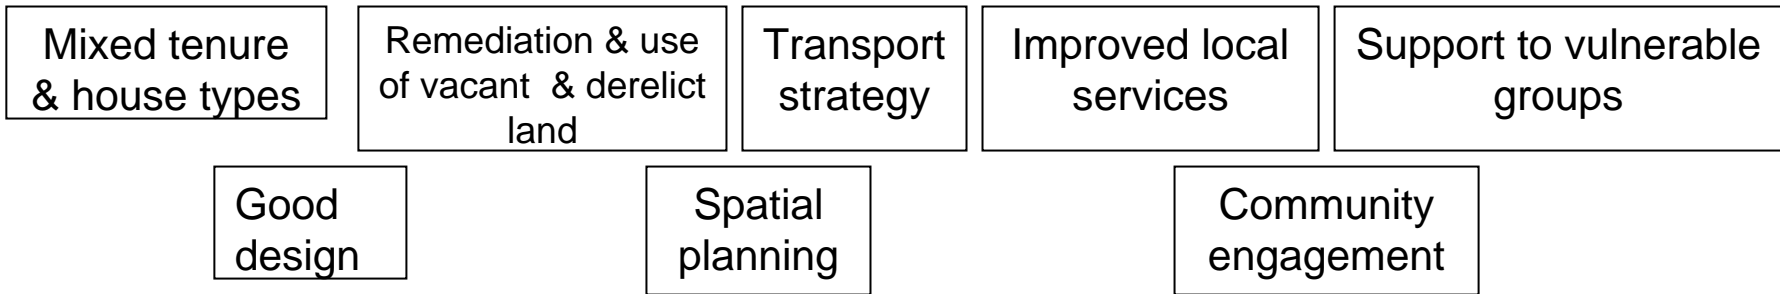 Mixed tenure
& house types
Remediation & use
of vacant & derelict
land
Transport
strategy
Improved local
services
Support to vulnerable
groups
Good
design
Spatial
planning
Community
engagement